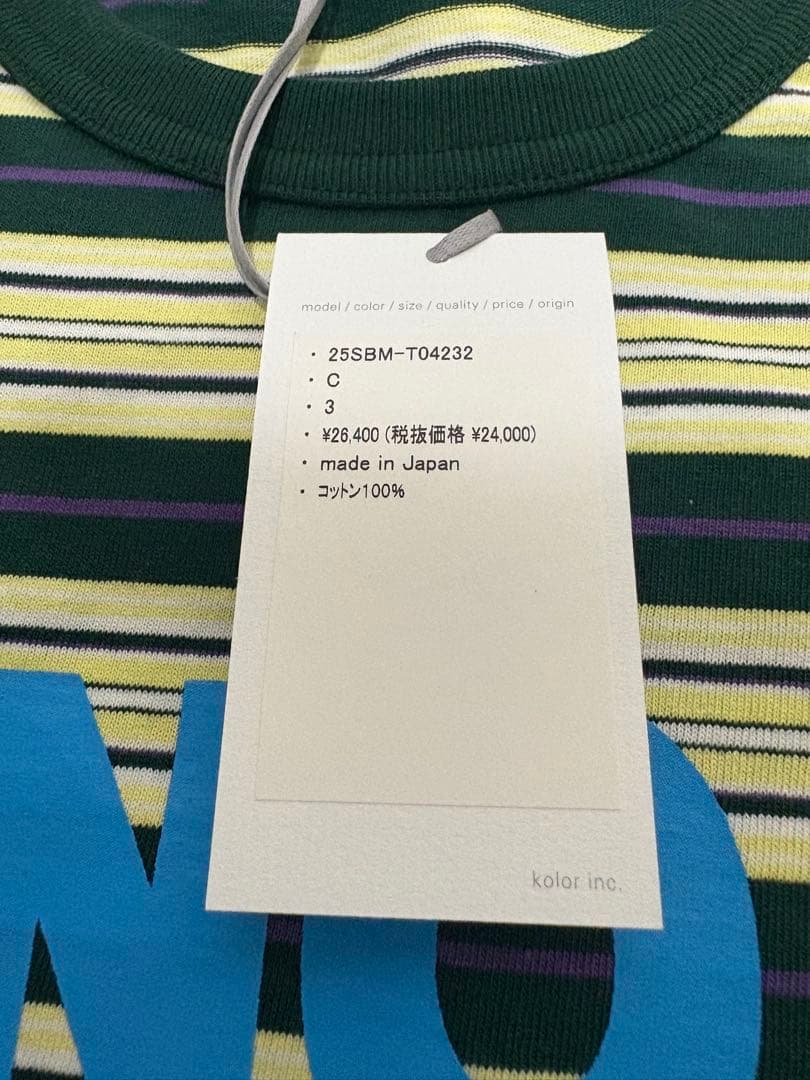 model / color / size / quality / price / origin
・ 25SBM-T04232
・ C
・ 3
・ ¥26,400 (税抜価格 ¥24,000)
・ made in Japan
・ コットン100%
kolor inc.